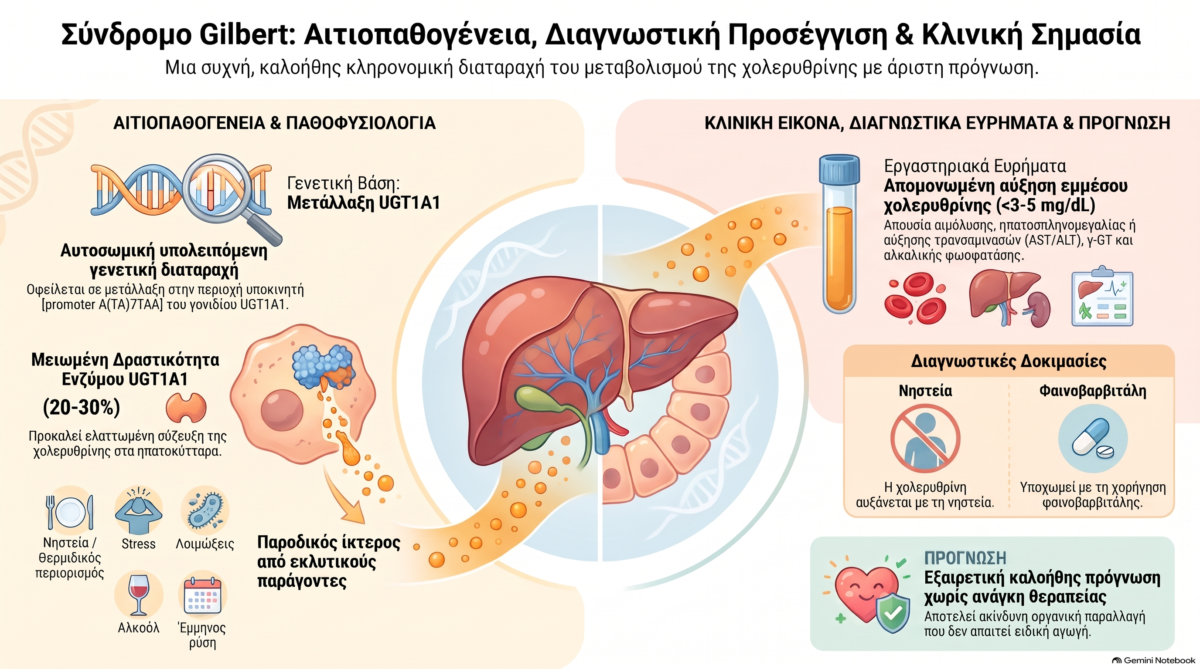 Σύνδρομο Gilbert: Αιτιοπαθογένεια, Διαγνωστική Προσέγγιση & Κλινική Σημασία
Μια συχνή, καλοήθης κληρονομική διαταραχή του μεταβολισμού της χολερυθρίνης με άριστη πρόγνωση.
ΑΙΤΙΟΠΑΘΟΓΕΝΕΙΑ & ΠΑΘΟΦΥΣΙΟΛΟΓΙΑ
Γενετική Βάση:
Μετάλλαξη UGT1A1
Αυτοσωμική υπολειπόμενη
γενετική διαταραχή
Οφείλεται σε μετάλλαξη στην περιοχή υποκινητή
[promoter A(TA)7TAA] του γονιδίου UGT1A1.
Μειωμένη Δραστικότητα
Ενζύμου UGT1A1
(20-30%)
Προκαλεί ελαττωμένη σύζευξη της
χολερυθρίνης στα ηπατοκύτταρα.
Νηστεία /
θερμιδικός
περιορισμός
Stress
Λοιμώξεις
Αλκοόλ
Έμμηνος
ρύση
Παροδικός ίκτερος
από εκλυτικούς
παράγοντες
ΚΛΙΝΙΚΗ ΕΙΚΟΝΑ, ΔΙΑΓΝΩΣΤΙΚΑ ΕΥΡΗΜΑΤΑ & ΠΡΟΓΝΩΣΗ
Εργαστηριακά Ευρήματα
Απομονωμένη αύξηση εμμέσου
χολερυθρίνης (<3-5 mg/dL)
Απουσία αιμόλυσης, ηπατοσπληνομεγαλίας ή
αύξησης τρανσαμινασών (AST/ALT), γ-GT και
αλκαλικής φωοφατάσης.
Διαγνωστικές Δοκιμασίες
Νηστεία
Η χολερυθρίνη
αυξάνεται με τη νηστεία.
Φαινοβαρβιτάλη
Υποχωρεί με τη χορήγηση
φοινοβαρβιτάλης.
ΠΡΟΓΝΩΣΗ
Εξαιρετική καλοήθης πρόγνωση
χωρίς ανάγκη θεραπείας
Αποτελεί ακίνδυνη οργανική παραλλαγή
που δεν απαιτεί ειδική αγωγή.
Gemini Notebook